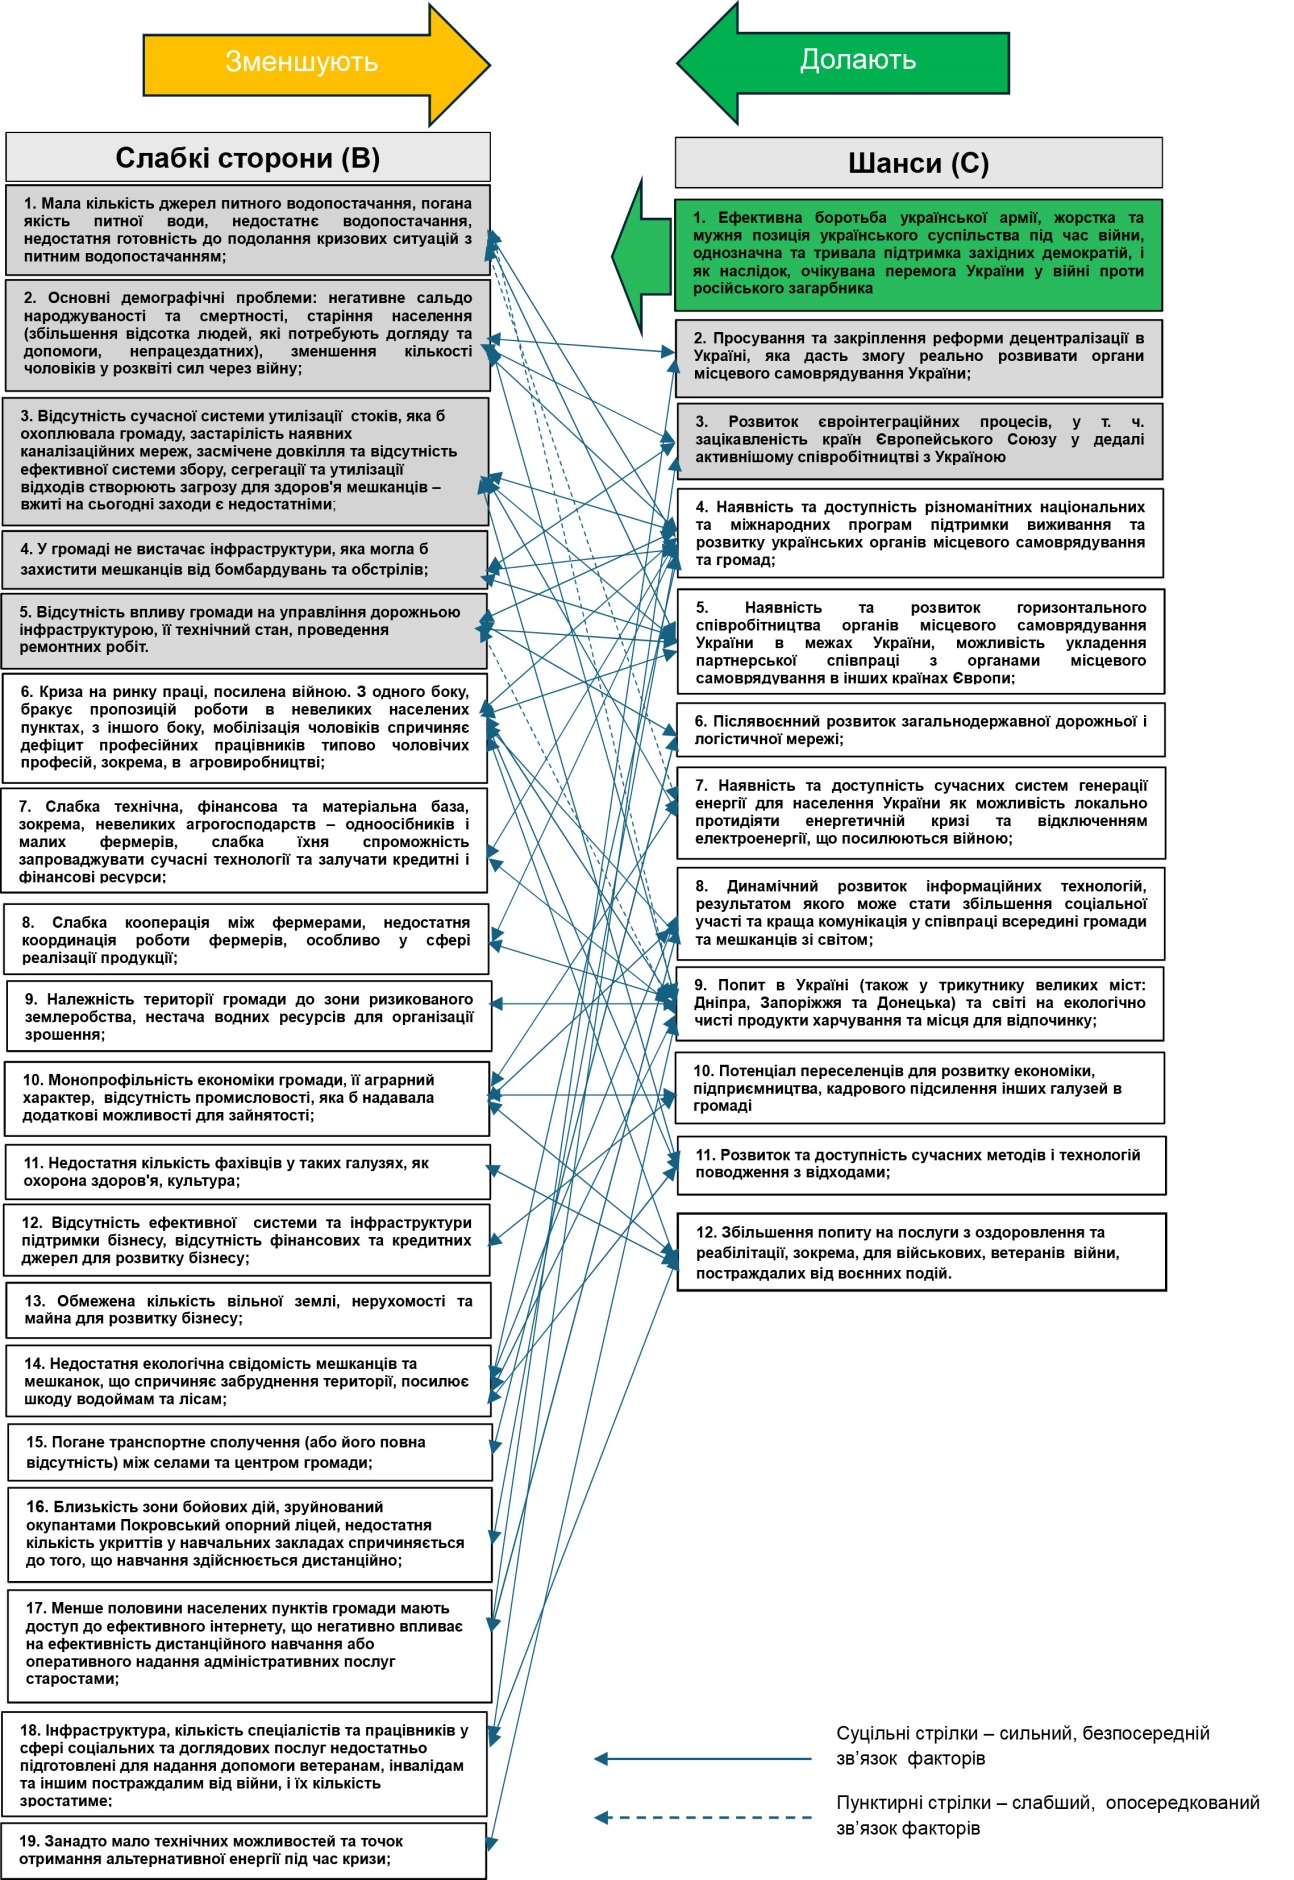 Зменшують
Долають
Слабкі сторони (В)
1. Мала кількість джерел питного водопостачання, погана
якість питної води, недостатнє водопостачання,
недостатня готовність до подолання кризових ситуацій з
питним водопостачанням;
2. Основні демографічні проблеми: негативне сальдо
народжуваності та смертності, старіння населення
(збільшення відсотка людей, які потребують догляду та
допомоги, непрацездатних), зменшення кількості
чоловіків у розквіті сил через війну;
3. Відсутність сучасної системи утилізації стоків, яка б
охоплювала громаду, застарілість наявних
каналізаційних мереж, засмічене довкілля та відсутність
ефективної системи збору, сегрегації та утилізації
відходів створюють загрозу для здоров'я мешканців –
вжиті на сьогодні заходи є недостатніми;
4. У громаді не вистачає інфраструктури, яка могла б
захистити мешканців від бомбардувань та обстрілів;
5. Відсутність впливу громади на управління дорожньою
інфраструктурою, її технічний стан, проведення
ремонтних робіт.
6. Криза на ринку праці, посилена війною. З одного боку,
бракує пропозицій роботи в невеликих населених
пунктах, з іншого боку, мобілізація чоловіків спричиняє
дефіцит професійних працівників типово чоловічих
професій, зокрема, в агровиробництві;
7. Слабка технічна, фінансова та матеріальна база,
зокрема, невеликих агрогосподарств – одноосібників і
малих фермерів, слабка їхня спроможність
запроваджувати сучасні технології та залучати кредитні і
фінансові ресурси;
8. Слабка кооперація між фермерами, недостатня
координація роботи фермерів, особливо у сфері
реалізації продукції;
9. Належність території громади до зони ризикованого
землеробства, нестача водних ресурсів для організації
зрошення;
10. Монопрофільність економіки громади, її аграрний
характер, відсутність промисловості, яка б надавала
додаткові можливості для зайнятості;
11. Недостатня кількість фахівців у таких галузях, як
охорона здоров'я, культура;
12. Відсутність ефективної системи та інфраструктури
підтримки бізнесу, відсутність фінансових та кредитних
джерел для розвитку бізнесу;
13. Обмежена кількість вільної землі, нерухомості та
майна для розвитку бізнесу;
14. Недостатня екологічна свідомість мешканців та
мешканок, що спричиняє забруднення території, посилює
шкоду водоймам та лісам;
15. Погане транспортне сполучення (або його повна
відсутність) між селами та центром громади;
16. Близькість зони бойових дій, зруйнований
окупантами Покровський опорний ліцей, недостатня
кількість укриттів у навчальних закладах спричиняється
до того, що навчання здійснюється дистанційно;
17. Менше половини населених пунктів громади мають
доступ до ефективного інтернету, що негативно впливає
на ефективність дистанційного навчання або
оперативного надання адміністративних послуг
старостами;
18. Інфраструктура, кількість спеціалістів та працівників у
сфері соціальних та доглядових послуг недостатньо
підготовлені для надання допомоги ветеранам, інвалідам
та іншим постраждалим від війни, і їх кількість
зростатиме;
19. Занадто мало технічних можливостей та точок
отримання альтернативної енергії під час кризи;
Шанси (С)
1. Ефективна боротьба української армії, жорстка та
мужня позиція українського суспільства під час війни,
однозначна та тривала підтримка західних демократій, і
як наслідок, очікувана перемога України у війні проти
російського загарбника
2. Просування та закріплення реформи децентралізації в
Україні, яка дасть змогу реально розвивати органи
місцевого самоврядування України;
3. Розвиток євроінтеграційних процесів, у т. ч.
зацікавленість країн Європейського Союзу у дедалі
активнішому співробітництві з Україною
4. Наявність та доступність різноманітних національних
та міжнародних програм підтримки виживання та
розвитку українських органів місцевого самоврядування
та громад;
5. Наявність та розвиток горизонтального
співробітництва органів місцевого самоврядування
України в межах України, можливість укладення
партнерської співпраці з органами місцевого
самоврядування в інших країнах Європи;
6. Післявоєнний розвиток загальнодержавної дорожньої і
логістичної мережі;
7. Наявність та доступність сучасних систем генерації
енергії для населення України як можливість локально
протидіяти енергетичній кризі та відключенням
електроенергії, що посилюються війною;
8. Динамічний розвиток інформаційних технологій,
результатом якого може стати збільшення соціальної
участі та краща комунікація у співпраці всередині громади
та мешканців зі світом;
9. Попит в Україні (також у трикутнику великих міст:
Дніпра, Запоріжжя та Донецька) та світі на екологічно
чисті продукти харчування та місця для відпочинку;
10. Потенціал переселенців для розвитку економіки,
підприємництва, кадрового підсилення інших галузей в
громаді
11. Розвиток та доступність сучасних методів і технологій
поводження з відходами;
12. Збільшення попиту на послуги з оздоровлення та
реабілітації, зокрема, для військових, ветеранів війни,
постраждалих від воєнних подій.
Суцільні стрілки – сильний, безпосередній
зв’язок факторів
Пунктирні стрілки – слабший, опосередкований
зв’язок факторів